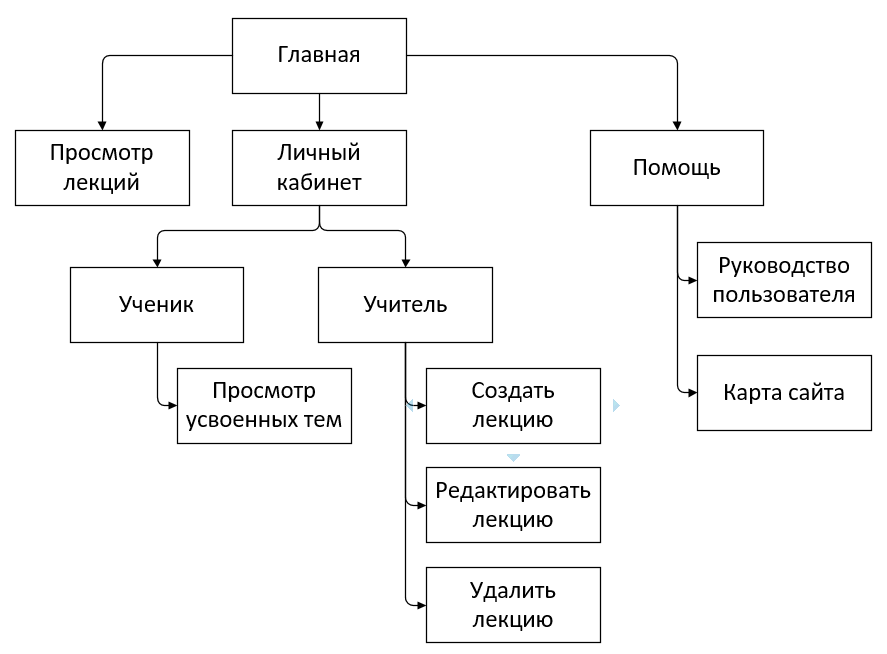 Главная
Просмотр
лекций
Личный
кабинет
Помощь
Ученик
Учитель
Руководство
пользователя
Просмотр
усвоенных тем
Создать
лекцию
Карта сайта
Редактировать
лекцию
Удалить
лекцию